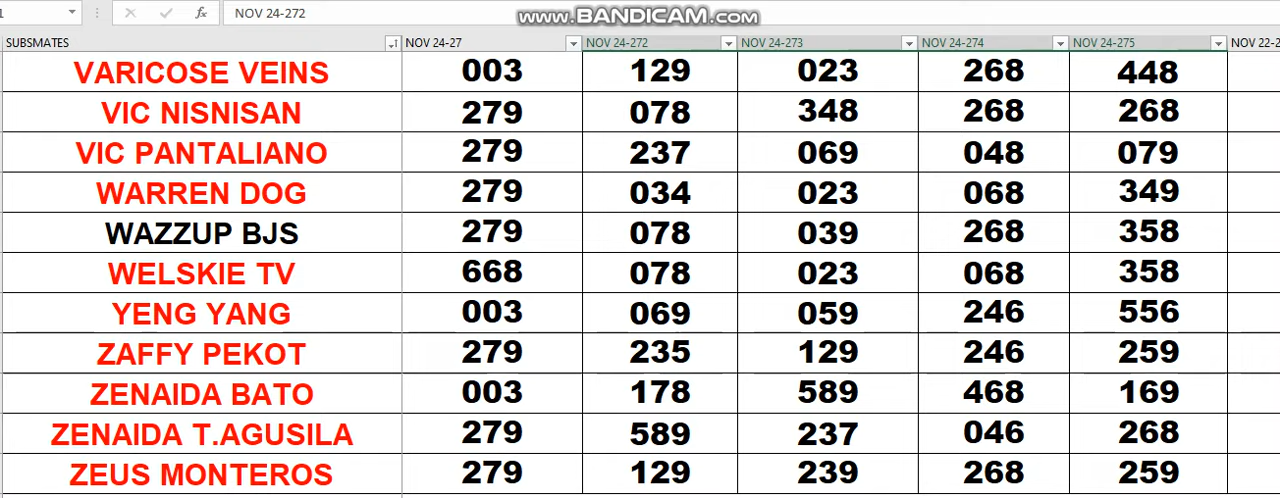 www.BANDICAM.com
fx NOV 24-272
SUBSMATES NOV 24-27 NOV 24-272 NOV 24-273 NOV 24-274 NOV 24-275 NOV 22-2
VARICOSE VEINS 003 129 023 268 448
VIC NISNISAN 279 078 348 268 268
VIC PANTALIANO 279 237 069 048 079
WARREN DOG 279 034 023 068 349
WAZZUP BJS 279 078 039 268 358
WELSKIE TV 668 078 023 068 358
YENG YANG 003 069 059 246 556
ZAFFY PEKOT 279 235 129 246 259
ZENAIDA BATO 003 178 589 468 169
ZENAIDA T.AGUSILA 279 589 237 046 268
ZEUS MONTEROS 279 129 239 268 259